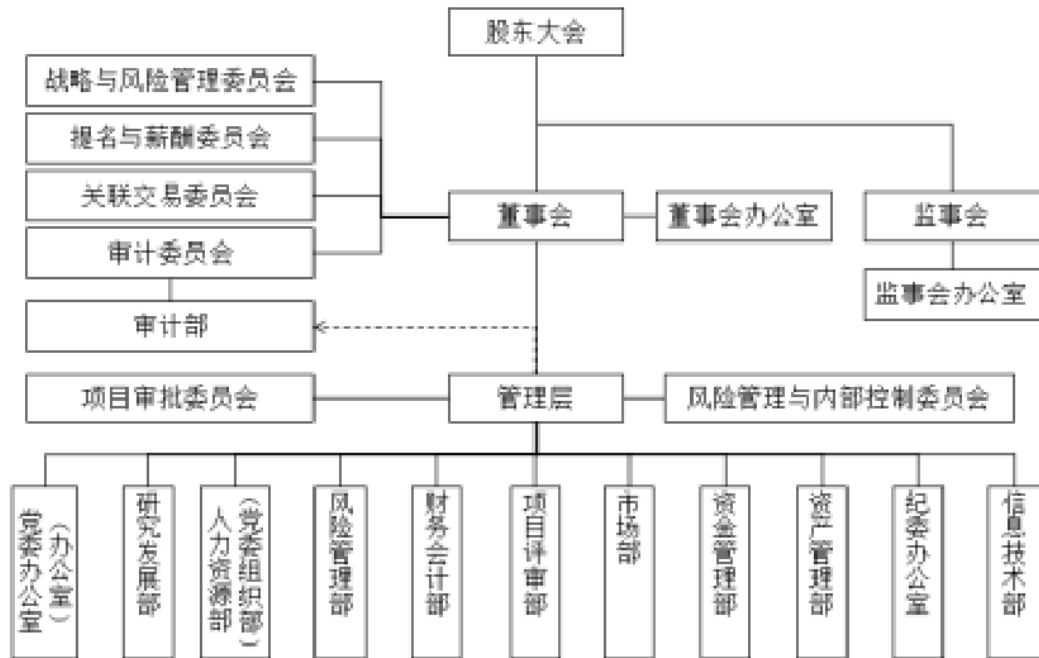 股东大会
战略与风险管理委员会
提名与薪酬委员会
关联交易委员会
董事会
董事会办公室
监事会
审计委员会
监事会办公室
审计部
项目审批委员会
管理层
风险管理与内部控制委员会
党委办公室
（办公室）
研究发展部
人力资源部
（党委组织部）
风险管理部
财务会计部
项目评审部
市场部
资金管理部
资产管理部
纪委办公室
信息技术部